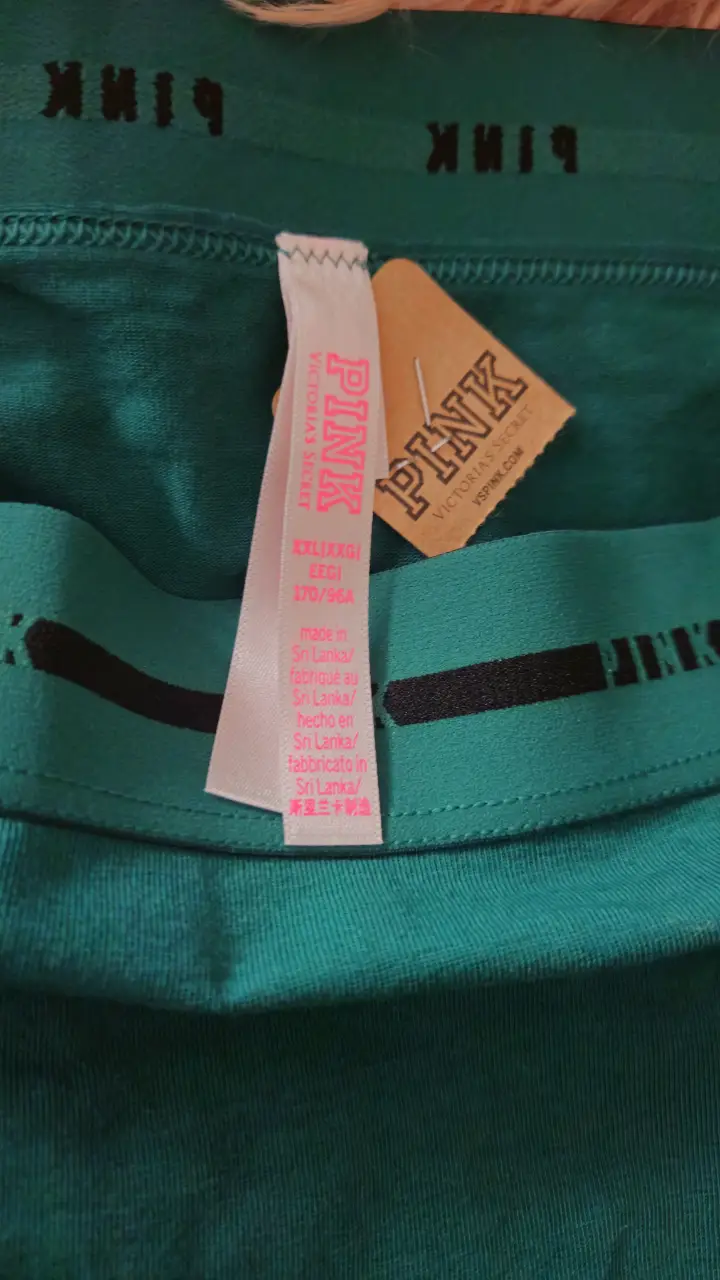 PINK PINK
PINK
VICTORIA'S SECRET
XXL/XXG/
EEG/
170/96A
made in
Sri Lanka/
fabriqué au
Sri Lanka/
hecho en
Sri Lanka/
fabbricato in
Sri Lanka/
斯里兰卡制造
PINK
VICTORIA'S SECRET
VSPINK.COM